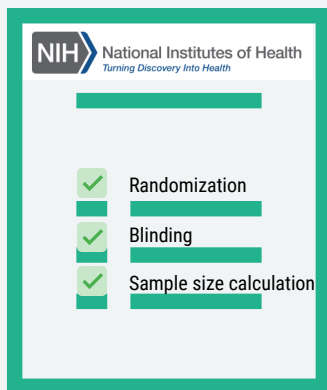 NIH National Institutes of Health
Turning Discovery Into Health
Randomization
Blinding
Sample size calculation